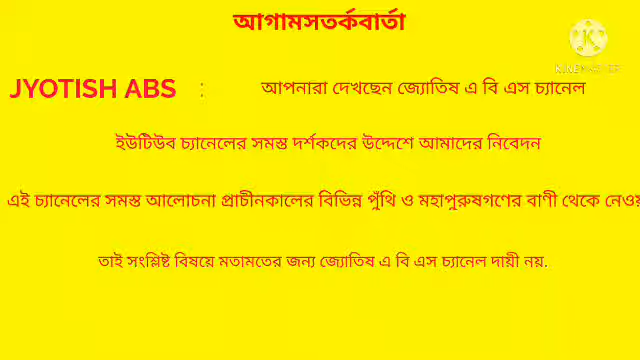 আগামসতর্কবার্তা
KINEMASTER
JYOTISH ABS : আপনারা দেখছেন জ্যোতিষ এ বি এস চ্যানেল
ইউটিউব চ্যানেলের সমস্ত দর্শকদের উদ্দেশে আমাদের নিবেদন
এই চ্যানেলের সমস্ত আলোচনা প্রাচীনকালের বিভিন্ন পুঁথি ও মহাপুরুষগণের বাণী থেকে
তাই সংশ্লিষ্ট বিষয়ে মতামতের জন্য জ্যোতিষ এ বি এস চ্যানেল দায়ী নয়.